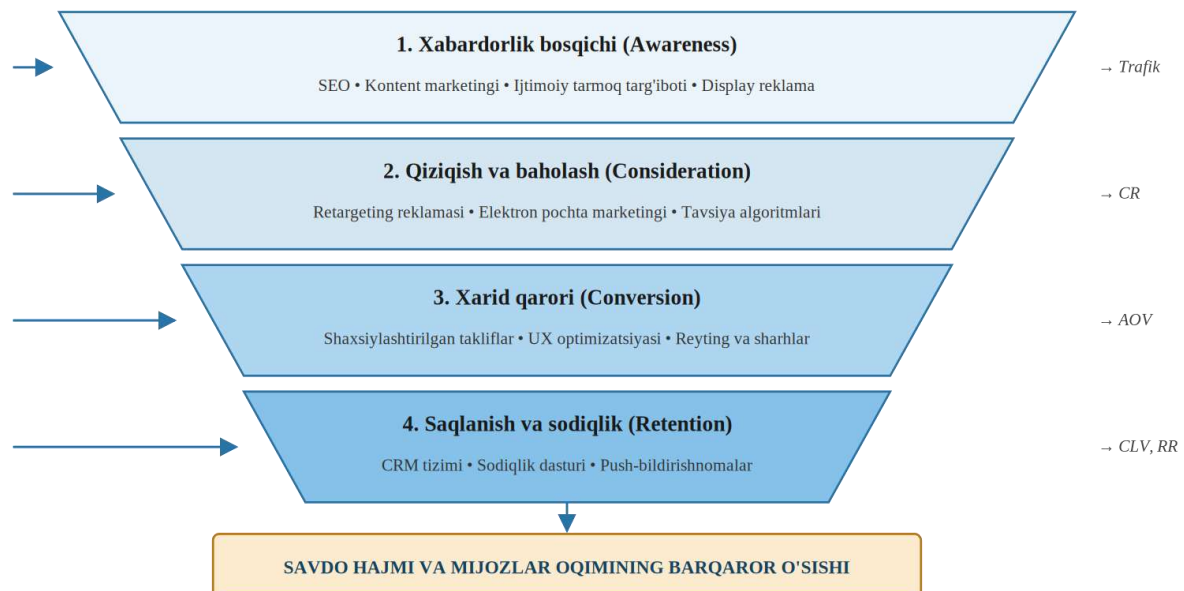 1. Xabardorlik bosqichi (Awareness)
SEO • Kontent marketingi • Ijtimoiy tarmoq targ'iboti • Display reklama
→ Trafik
2. Qiziqish va baholash (Consideration)
Retargeting reklamasi • Elektron pochta marketingi • Tavsiya algoritmlari
→ CR
3. Xarid qarori (Conversion)
Shaxsiylashtirilgan takliflar • UX optimizatsiyasi • Reyting va sharhlar
→ AOV
4. Saqlanish va sodiqlik (Retention)
CRM tizimi • Sodiqlik dasturi • Push-bildirishnomalar
→ CLV, RR
SAVDO HAJMI VA MIJOZLAR OQIMINING BARQAROR O'SISHI